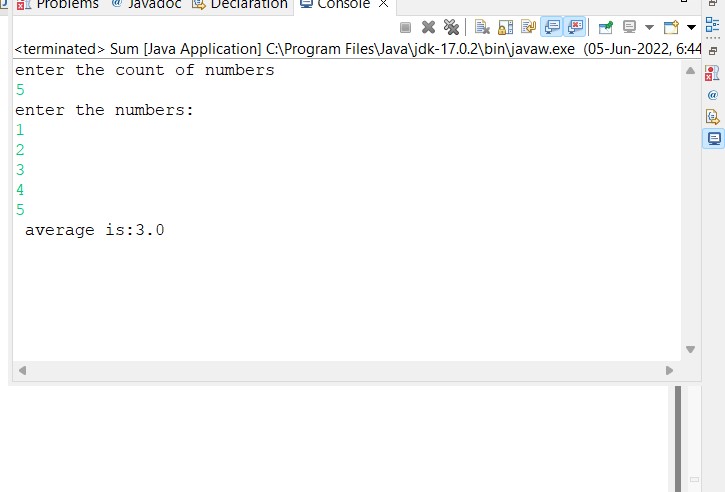 Problems @ Javadoc Declaration Console
<terminated> Sum [Java Application] C:\Program Files\Java\jdk-17.0.2\bin\javaw.exe (05-Jun-2022, 6:44
enter the count of numbers
5
enter the numbers:
1
2
3
4
5
average is:3.0